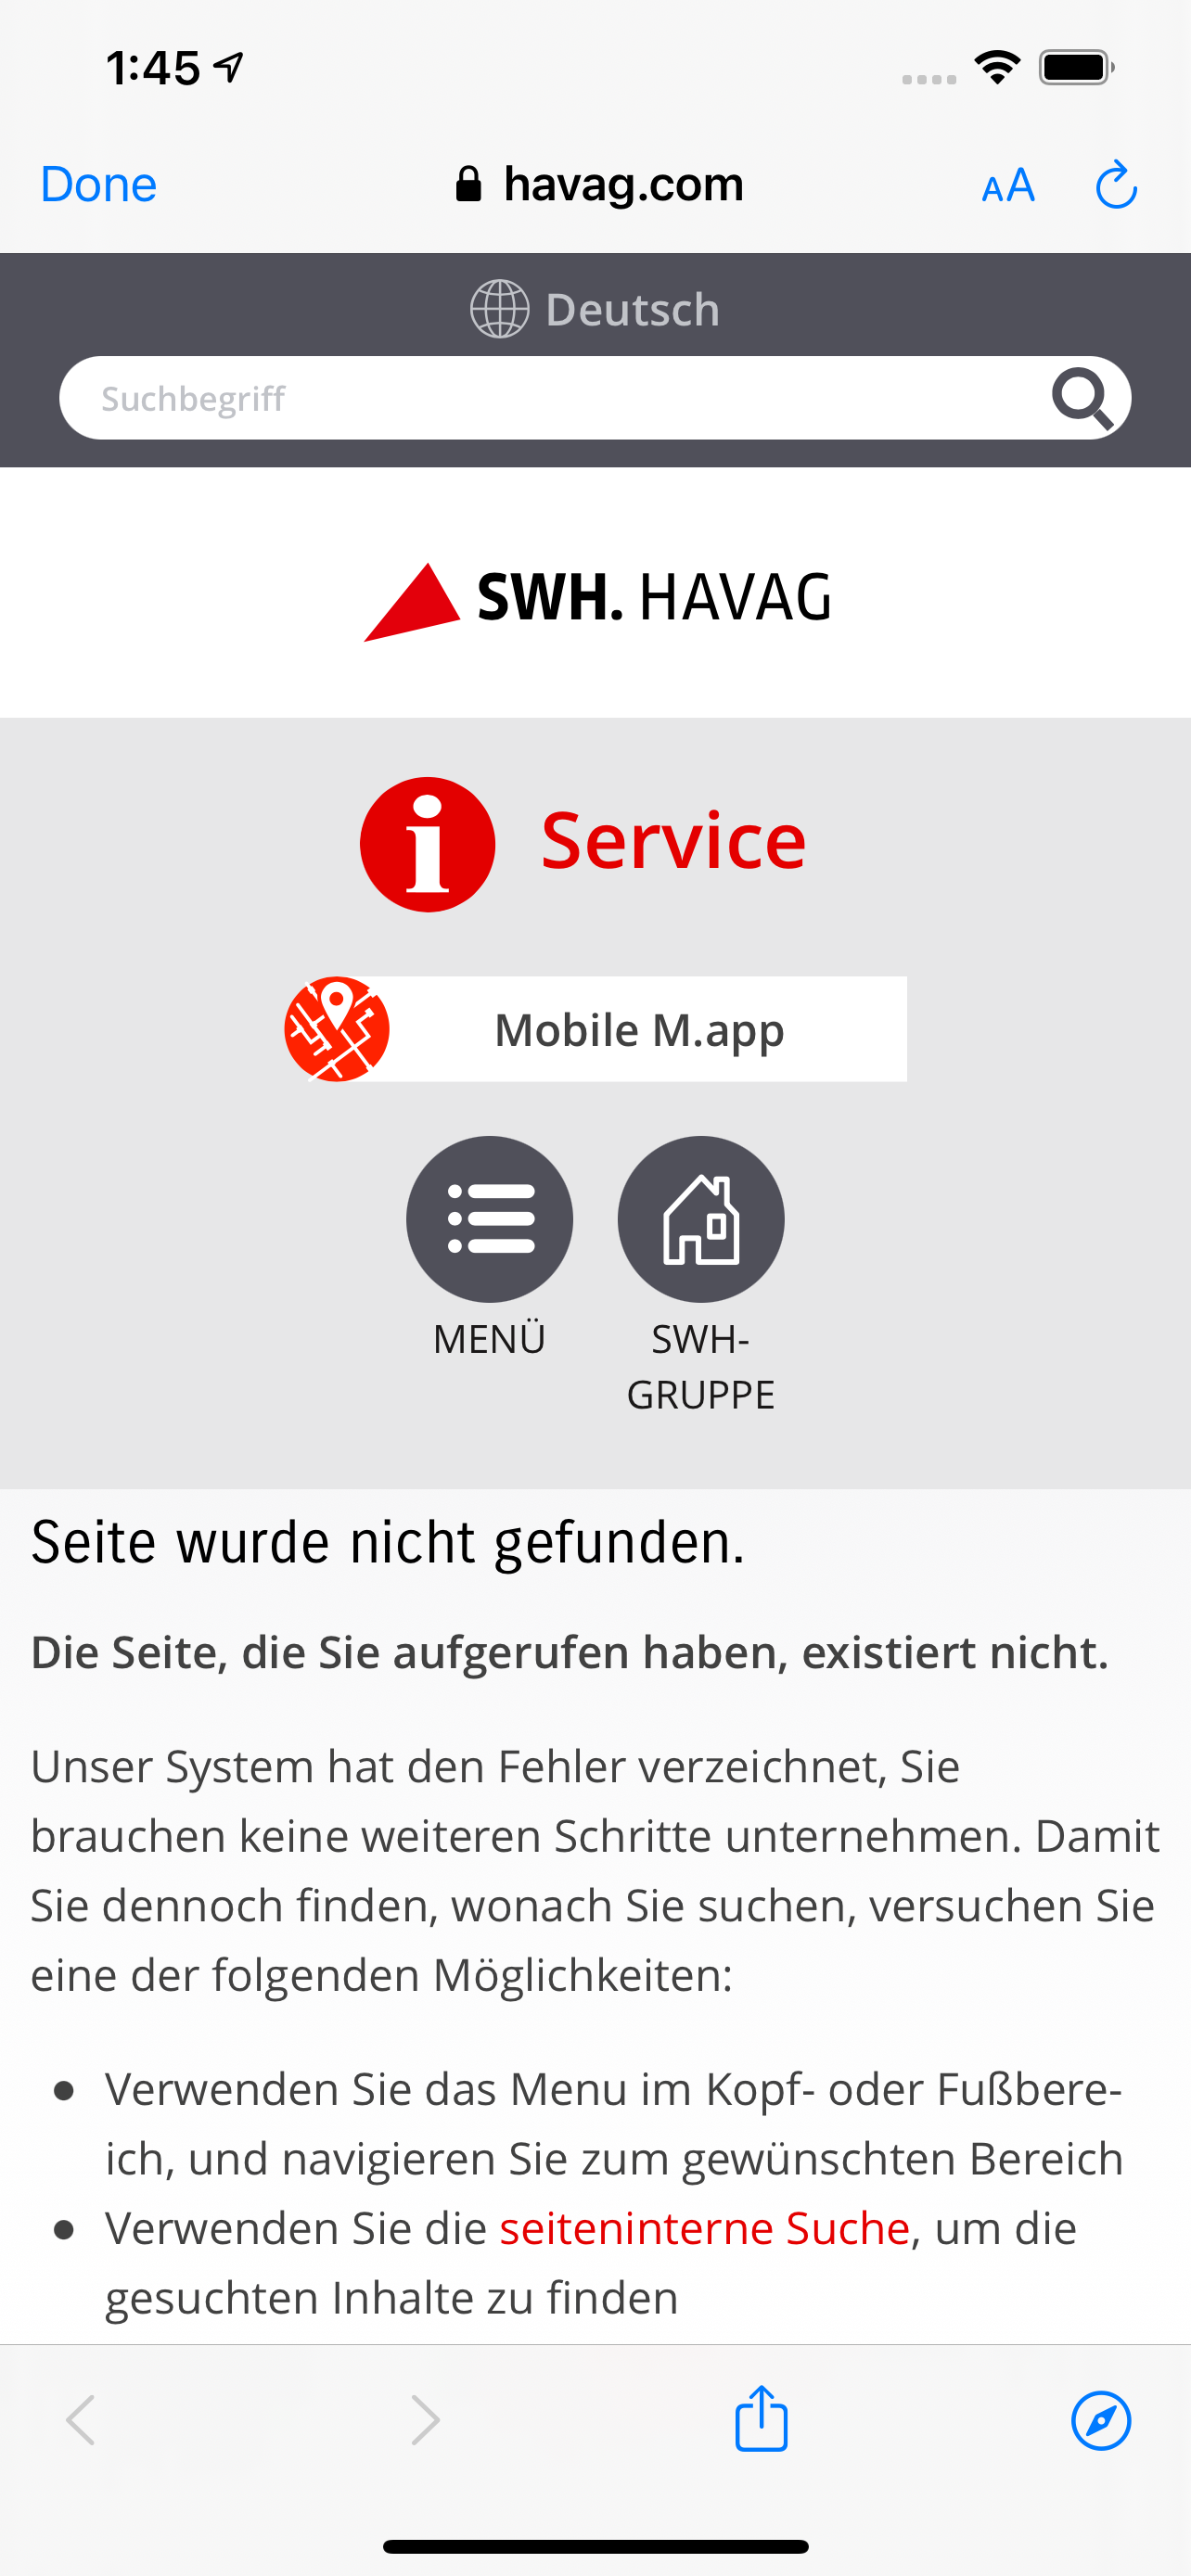 1:45
Done
havag.com
AA
Deutsch
Suchbegriff
SWH. HAVAG
i Service
Mobile M.app
MENÜ
SWH-
GRUPPE
Seite wurde nicht gefunden.
Die Seite, die Sie aufgerufen haben, existiert nicht.
Unser System hat den Fehler verzeichnet, Sie
brauchen keine weiteren Schritte unternehmen. Damit
Sie dennoch finden, wonach Sie suchen, versuchen Sie
eine der folgenden Möglichkeiten:
• Verwenden Sie das Menu im Kopf- oder Fußbere-
ich, und navigieren Sie zum gewünschten Bereich
• Verwenden Sie die seiteninterne Suche, um die
gesuchten Inhalte zu finden